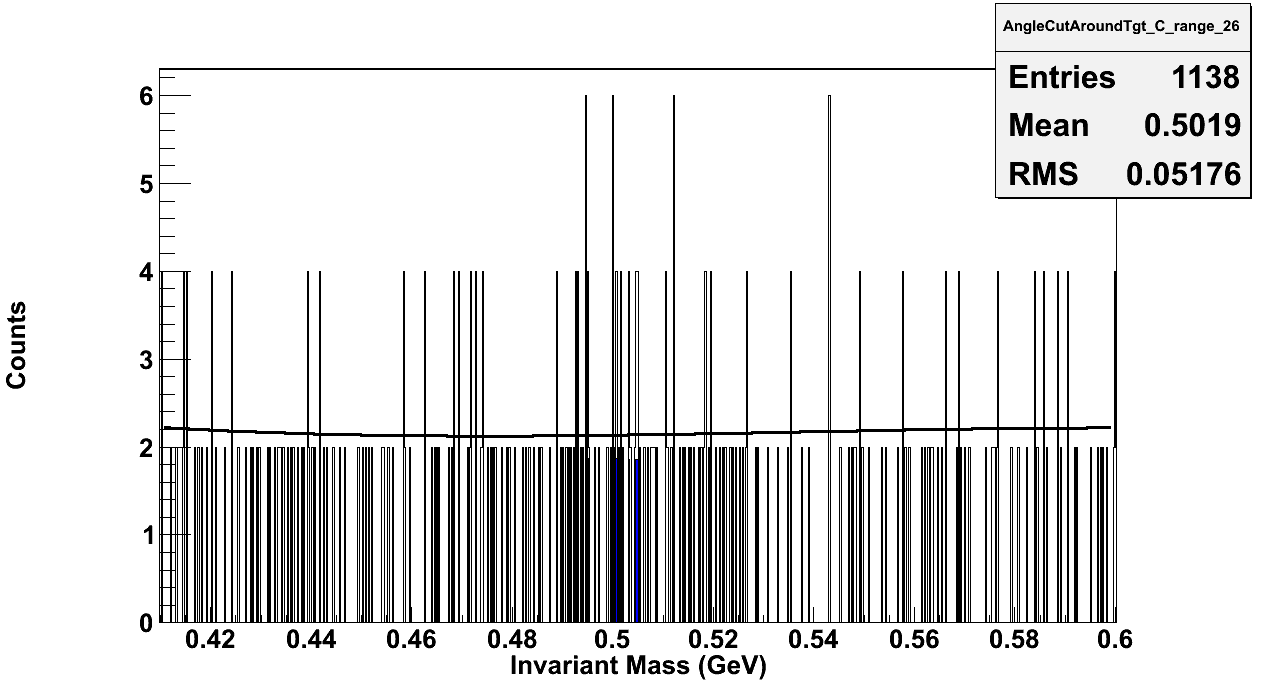 AngleCutAroundTgt_C_range_26
Entries 1138
Mean 0.5019
RMS 0.05176
Counts
6
5
4
3
2
1
0
0.42 0.44 0.46 0.48 0.5 0.52 0.54 0.56 0.58 0.6
Invariant Mass (GeV)